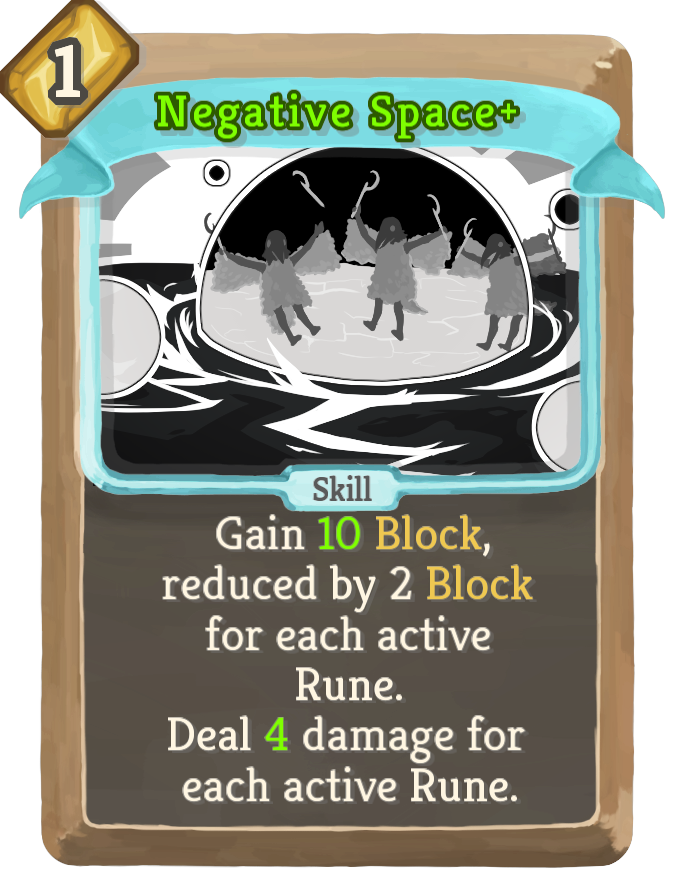 1
Negative Space+
Skill
Gain 10 Block,
reduced by 2 Block
for each active
Rune.
Deal 4 damage for
each active Rune.